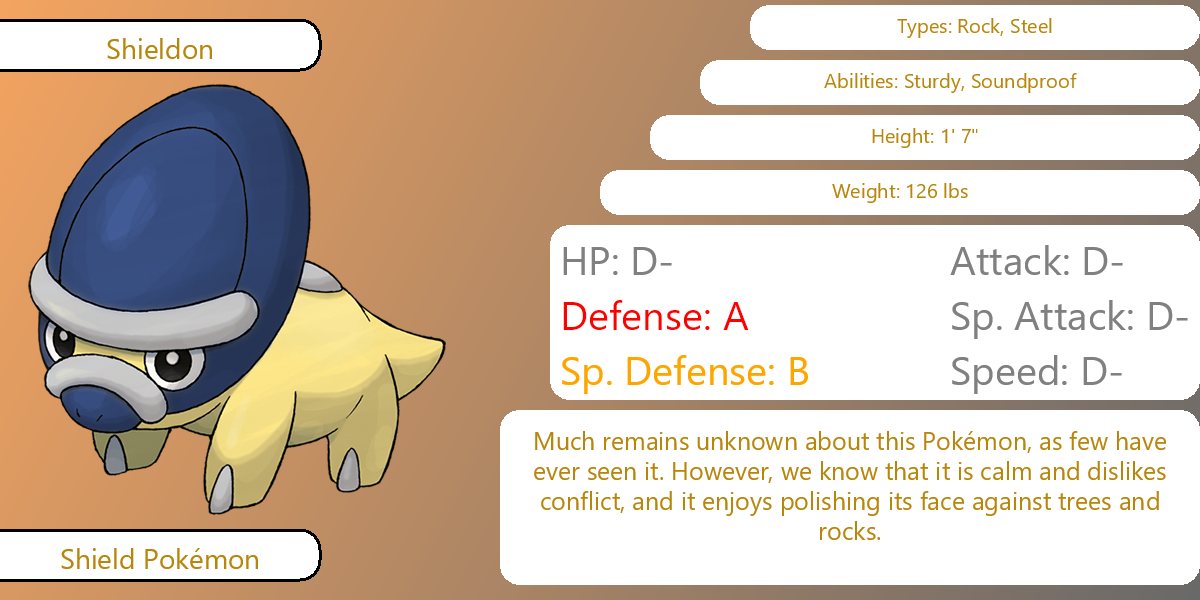 Shieldon
Types: Rock, Steel
Abilities: Sturdy, Soundproof
Height: 1' 7"
Weight: 126 lbs
HP: D-
Attack: D-
Defense: A
Sp. Attack: D-
Sp. Defense: B
Speed: D-
Much remains unknown about this Pokémon, as few have
ever seen it. However, we know that it is calm and dislikes
conflict, and it enjoys polishing its face against trees and
rocks.
Shield Pokémon